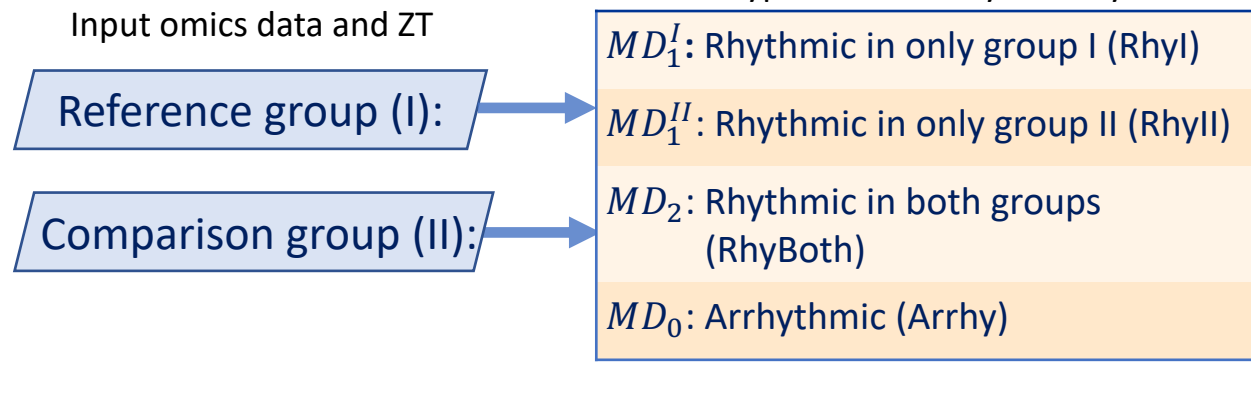 Input omics data and ZT
Reference group (I):
Comparison group (II):
MD₁ᴵ: Rhythmic in only group I (RhyI)
MD₁ᴵᴵ: Rhythmic in only group II (RhyII)
MD₂: Rhythmic in both groups
(RhyBoth)
MD₀: Arrhythmic (Arrhy)